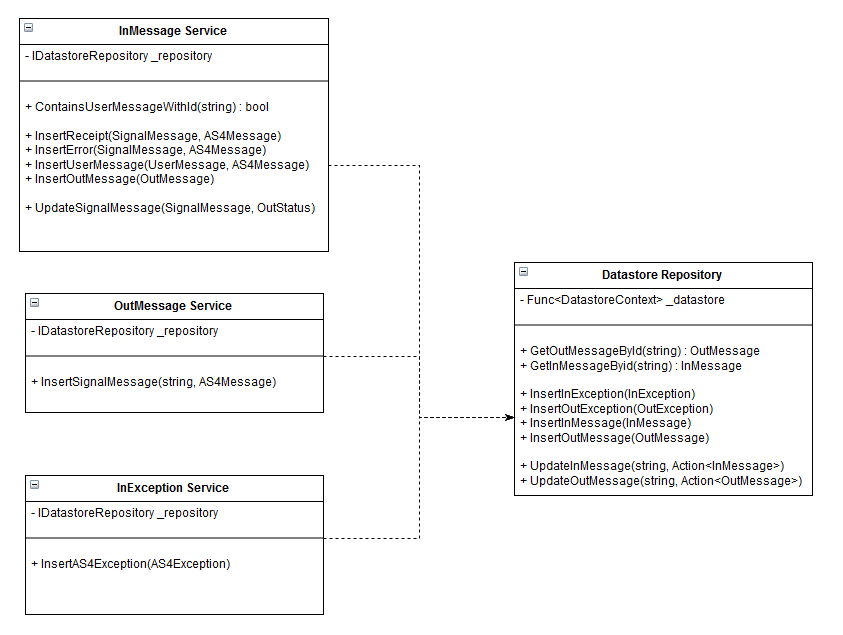 InMessage Service
- IDatastoreRepository _repository
+ ContainsUserMessageWithId(string) : bool
+ InsertReceipt(SignalMessage, AS4Message)
+ InsertError(SignalMessage, AS4Message)
+ InsertUserMessage(UserMessage, AS4Message)
+ InsertOutMessage(OutMessage)
+ UpdateSignalMessage(SignalMessage, OutStatus)
OutMessage Service
- IDatastoreRepository _repository
+ InsertSignalMessage(string, AS4Message)
InException Service
- IDatastoreRepository _repository
+ InsertAS4Exception(AS4Exception)
Datastore Repository
- Func<DatastoreContext> _datastore
+ GetOutMessageById(string) : OutMessage
+ GetInMessageByid(string) : InMessage
+ InsertInException(InException)
+ InsertOutException(OutException)
+ InsertInMessage(InMessage)
+ InsertOutMessage(OutMessage)
+ UpdateInMessage(string, Action<InMessage>)
+ UpdateOutMessage(string, Action<OutMessage>)